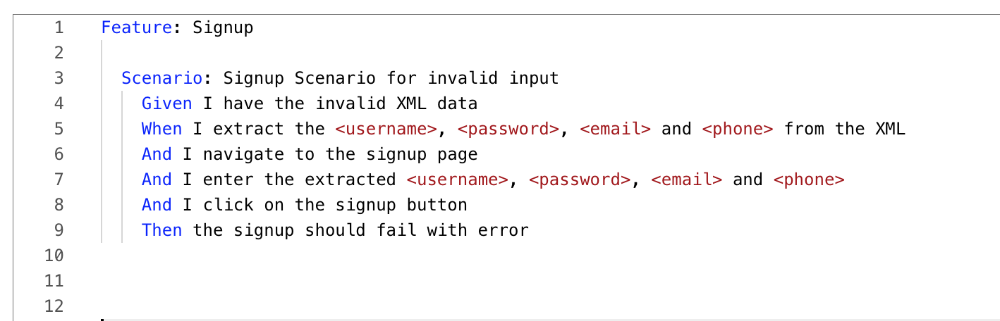 1 Feature: Signup
2
3 Scenario: Signup Scenario for invalid input
4 Given I have the invalid XML data
5 When I extract the <username>, <password>, <email> and <phone> from the XML
6 And I navigate to the signup page
7 And I enter the extracted <username>, <password>, <email> and <phone>
8 And I click on the signup button
9 Then the signup should fail with error
10
11
12